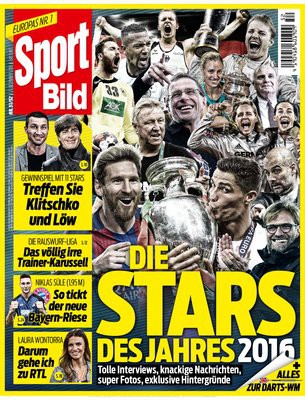 EUROPAS NR. 1
Sport
Bild
GEWINNSPIEL MIT 11 STARS
Treffen Sie
Klitschko
und Löw
DIE RAUSWURF-LIGA
Das völlig irre
Trainer-Karussell
NIKLAS SÜLE (1,95 M)
So tickt
der neue
Bayern-Riese
LAURA WONTORRA
Darum
gehe ich
zu RTL
DIE
STARS
DES JAHRES 2016
Tolle Interviews, knackige Nachrichten,
super Fotos, exklusive Hintergründe
+
ALLES
ZUR DARTS-WM